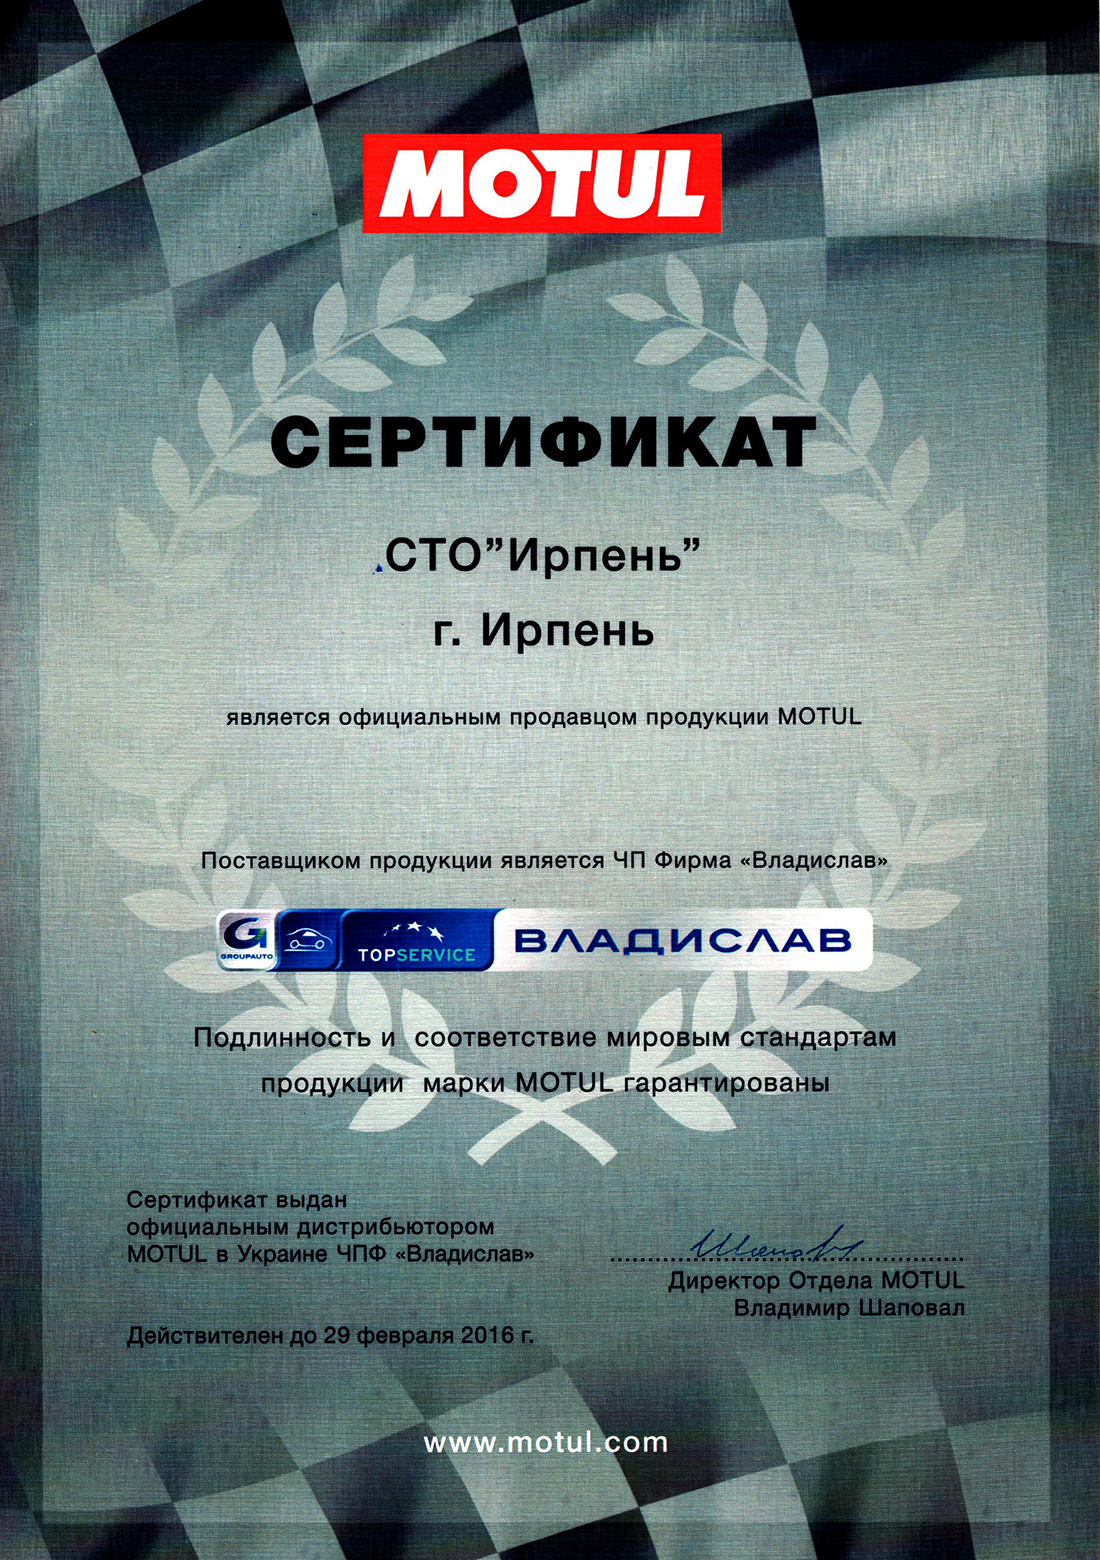 MOTUL
СЕРТИФИКАТ
СТО”Ирпень”
г. Ирпень
является официальным продавцом продукции MOTUL
Поставщиком продукции является ЧП Фирма «Владислав»
G GROUPAUTO TOPSERVICE ВЛАДИСЛАВ
Подлинность и соответствие мировым стандартам
продукции марки MOTUL гарантированы
Сертификат выдан
официальным дистрибьютором
MOTUL в Украине ЧПФ «Владислав»
Директор Отдела MOTUL
Владимир Шаповал
Действителен до 29 февраля 2016 г.
www.motul.com